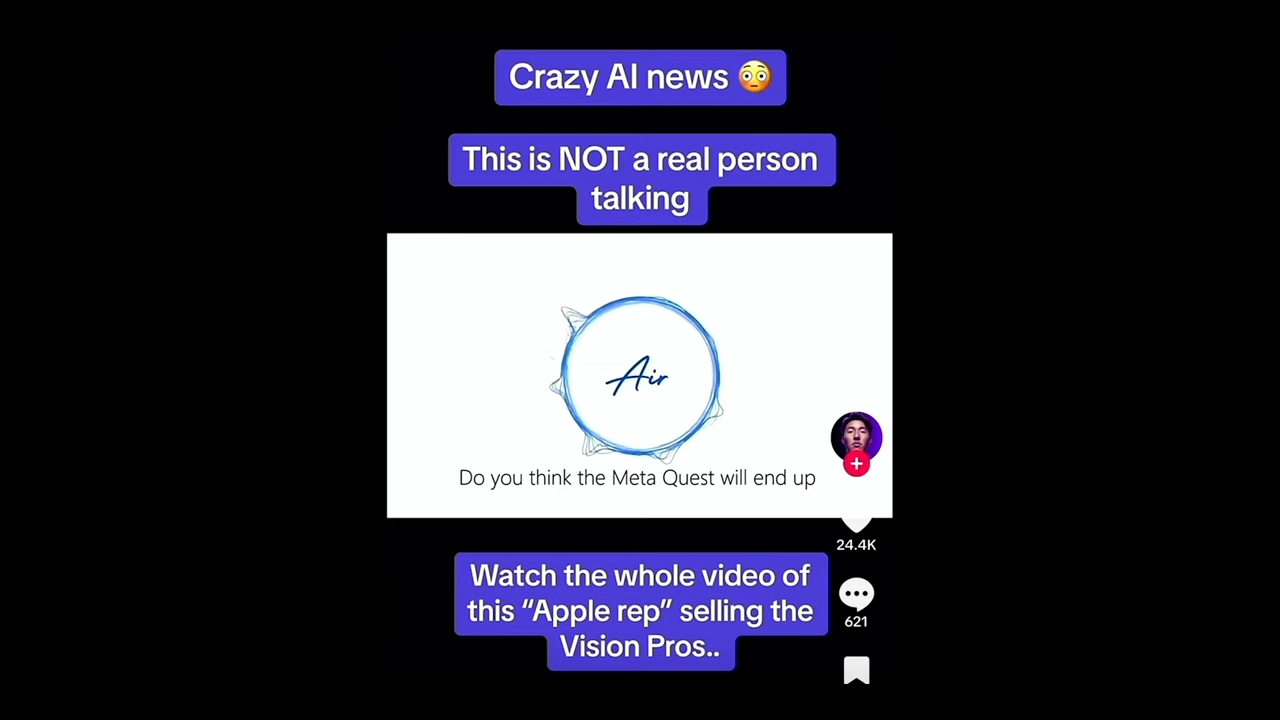 Crazy AI news 😳
This is NOT a real person
talking
Air
Do you think the Meta Quest will end up
24.4K
621
Watch the whole video of
this “Apple rep” selling the
Vision Pros..